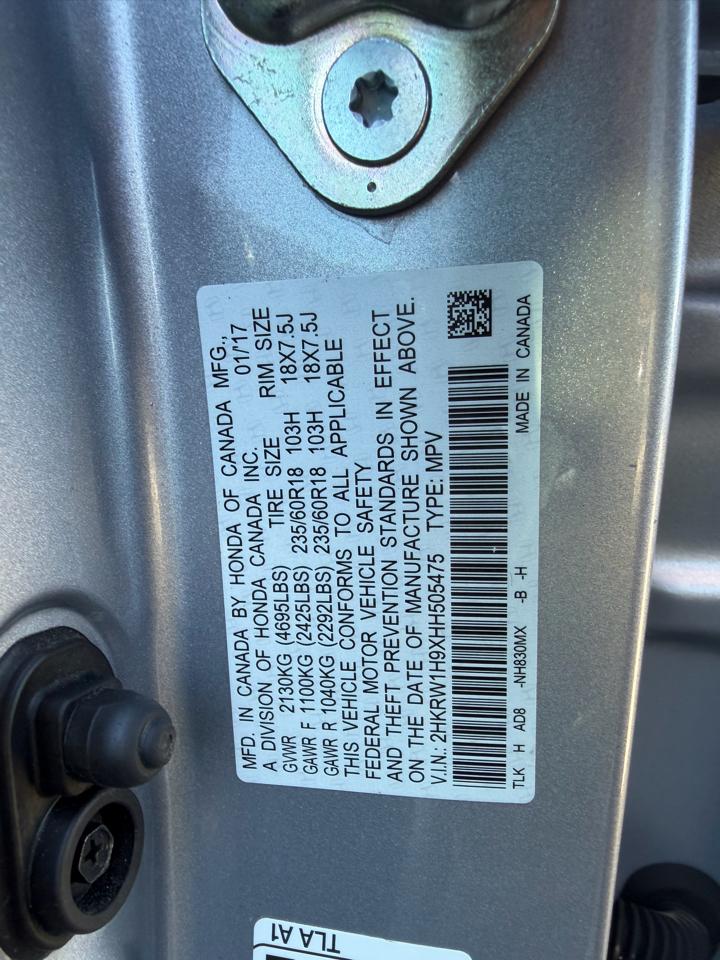 MFD. IN CANADA BY HONDA OF CANADA MFG.,
A DIVISION OF HONDA CANADA INC. 01/'17
GVWR 2130KG (4695LBS) TIRE SIZE RIM SIZE
GAWR F 1100KG (2425LBS) 235/60R18 103H 18X7.5J
GAWR R 1040KG (2292LBS) 235/60R18 103H 18X7.5J
THIS VEHICLE CONFORMS TO ALL APPLICABLE
FEDERAL MOTOR VEHICLE SAFETY
AND THEFT PREVENTION STANDARDS IN EFFECT
ON THE DATE OF MANUFACTURE SHOWN ABOVE.
V.I.N.: 2HKRW1H9XHH505475 TYPE: MPV
TLK H AD8 -NH830MX -B -H MADE IN CANADA
TLA A1